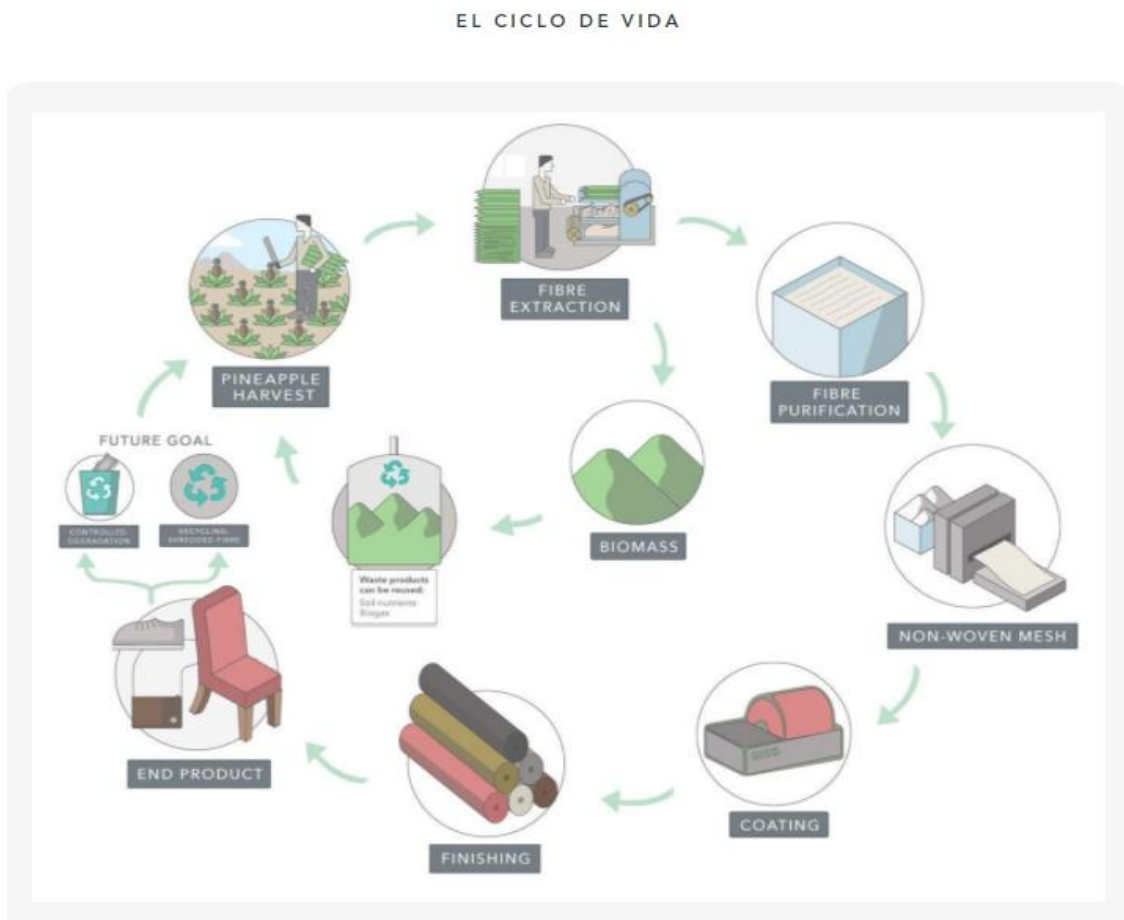 EL CICLO DE VIDA
FIBRE
EXTRACTION
PINEAPPLE
HARVEST
FIBRE
PURIFICATION
FUTURE GOAL
CONTROLLED
DEGRADATION
RECYCLING:
SHREDDED FIBRE
BIOMASS
Waste products
can be reused:
Soil nutrients
Biogas
NON-WOVEN MESH
END PRODUCT
COATING
FINISHING